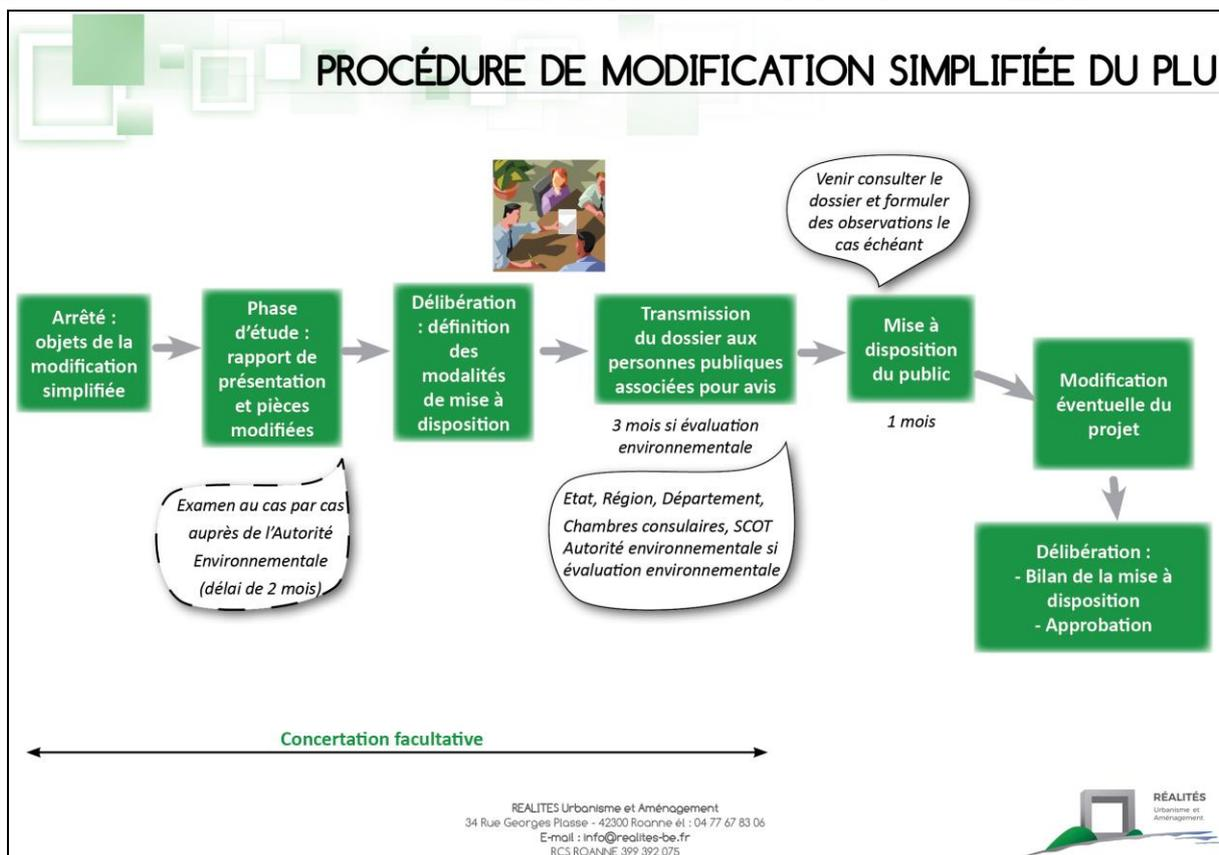 PROCÉDURE DE MODIFICATION SIMPLIFIÉE DU PLU
Venir consulter le
dossier et formuler
des observations le
cas échéant
Arrêté :
objets de la
modification
simplifiée
Phase
d'étude :
rapport de
présentation
et pièces
modifiées
Délibération
: définition
des
modalités
de mise à
disposition
Transmission
du dossier aux
personnes publiques
associées pour avis
Mise à
disposition
du public
Modification
éventuelle du
projet
3 mois si évaluation
environnementale
1 mois
Examen au cas par cas
auprès de l'Autorité
Environnementale
(délai de 2 mois)
Etat, Région, Département,
Chambres consulaires, SCOT
Autorité environnementale si
évaluation environnementale
Délibération :
- Bilan de la mise à
disposition
- Approbation
Concertation facultative
REALITES Urbanisme et Aménagement
34 Rue Georges Plasse - 42300 Roanne él : 04 77 67 83 06
E-mail : info@realites-be.fr
RCS ROANNE 399 392 075
RÉALITÉS
Urbanisme et
Aménagement